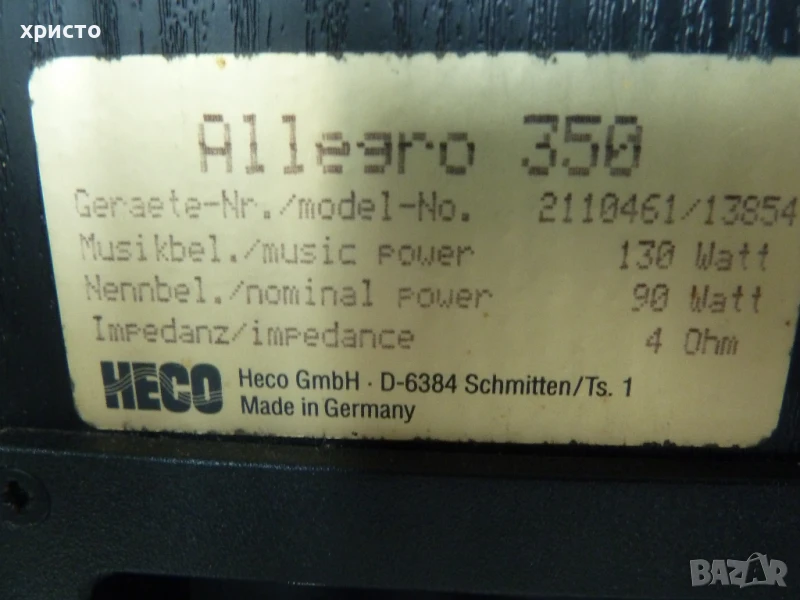 христо
Allegro 350
Geraete-Nr./model-No. 2110461/13854
Musikbel./music power 130 Watt
Nennbel./nominal power 90 Watt
Impedanz/impedance 4 Ohm
HECO Heco GmbH · D-6384 Schmitten/Ts. 1
Made in Germany
BAZAR